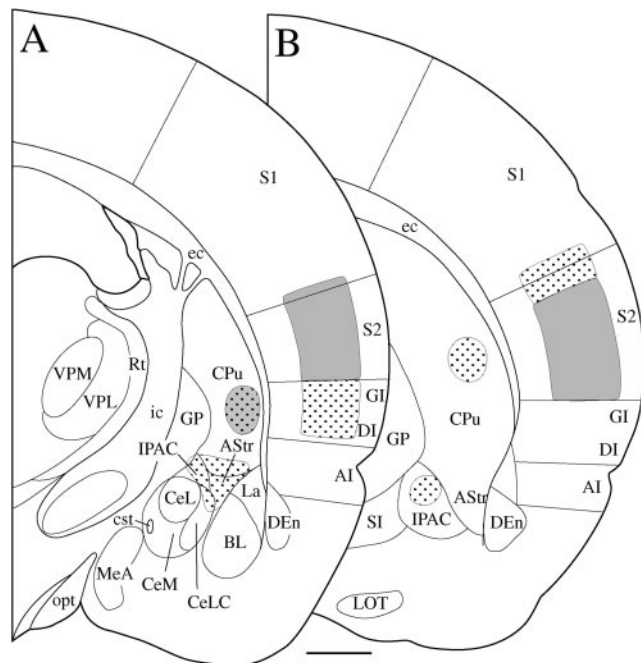 A
B
S1
S1
ec
ec
S2
S2
Rt
VPM
VPL
CPu
CPu
ic
GP
GI
GI
IPAC
AStr
DI
GP
DI
AI
AI
CeL
La
AStr
cst
DEn
SI
IPAC
DEn
BL
MeA
CeM
CeLC
opt
LOT